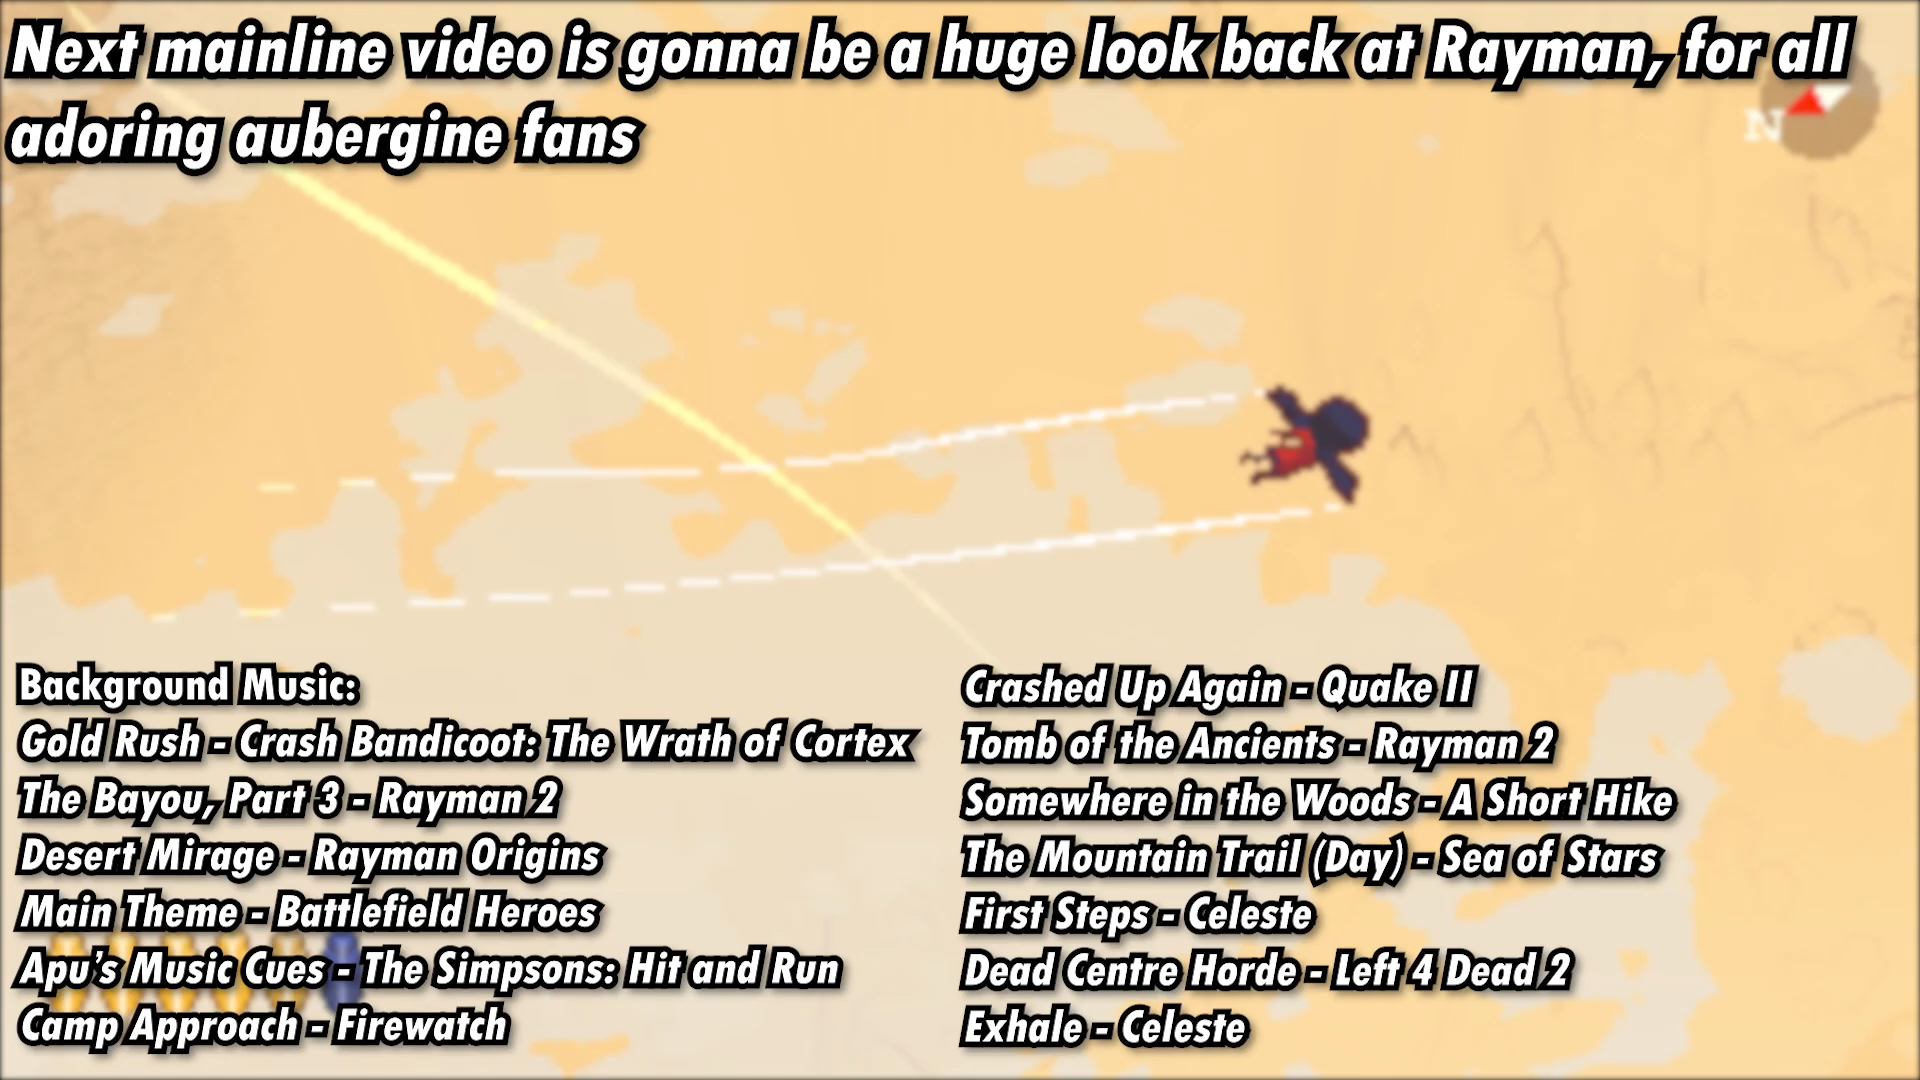 Next mainline video is gonna be a huge look back at Rayman, for all
adoring aubergine fans
N
Background Music:
Gold Rush - Crash Bandicoot: The Wrath of Cortex
The Bayou, Part 3 - Rayman 2
Desert Mirage - Rayman Origins
Main Theme - Battlefield Heroes
Apu's Music Cues - The Simpsons: Hit and Run
Camp Approach - Firewatch
Crashed Up Again - Quake II
Tomb of the Ancients - Rayman 2
Somewhere in the Woods - A Short Hike
The Mountain Trail (Day) - Sea of Stars
First Steps - Celeste
Dead Centre Horde - Left 4 Dead 2
Exhale - Celeste